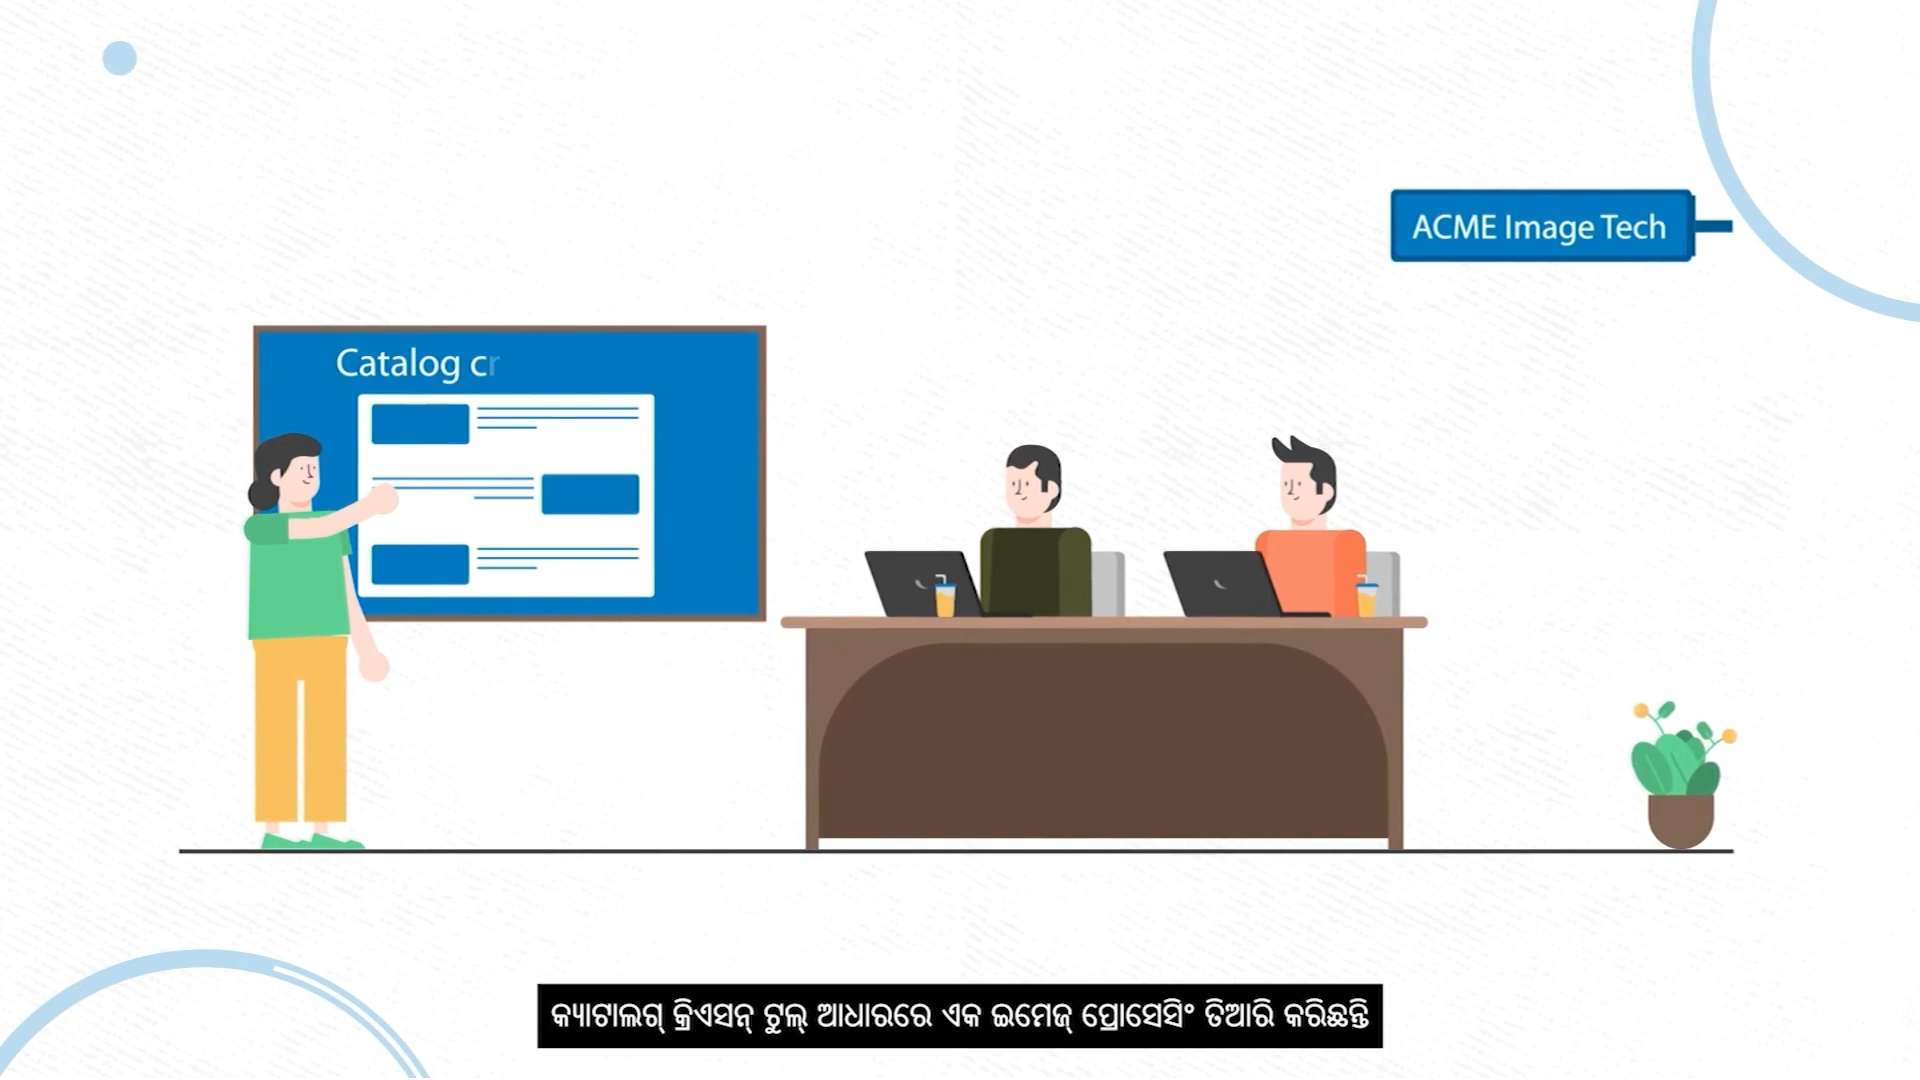 ACME Image Tech
Catalog cr
କ୍ୟାଟାଲଗ୍ କ୍ରିଏସନ୍ ଟୁଲ୍ ଆଧାରରେ ଏକ ଇମେଜ୍ ପ୍ରୋସେସିଂ ତିଆରି କରିଛନ୍ତି